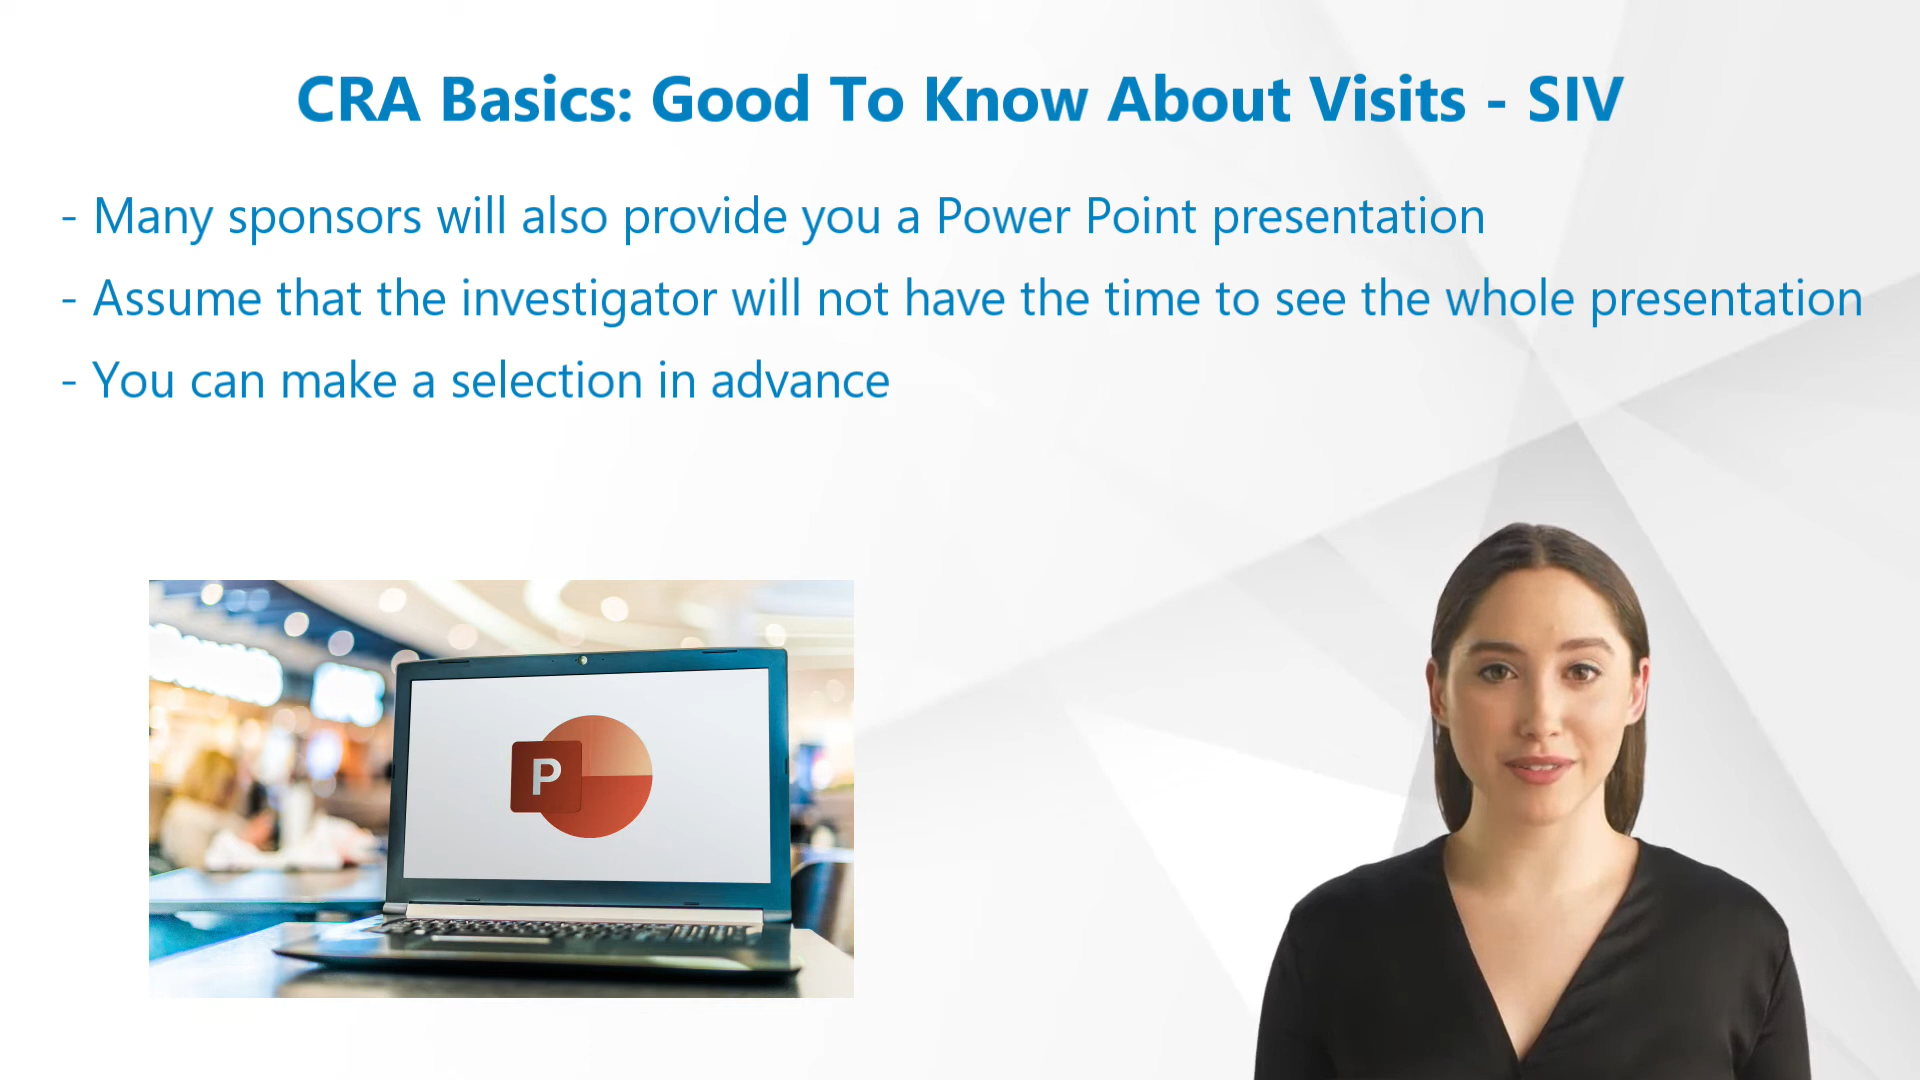 CRA Basics: Good To Know About Visits - SIV
- Many sponsors will also provide you a Power Point presentation
- Assume that the investigator will not have the time to see the whole presentation
- You can make a selection in advance
P